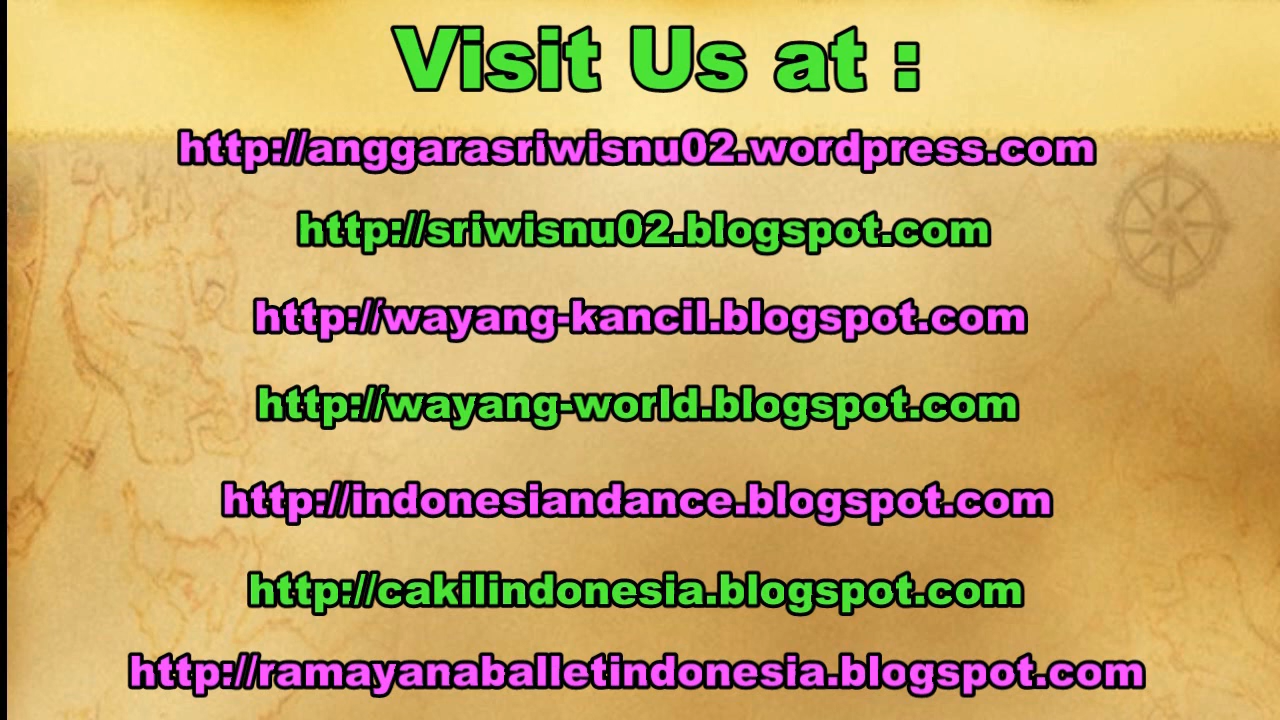 Visit Us at :
http://anggarasriwisnu02.wordpress.com
http://sriwisnu02.blogspot.com
http://wayang-kancil.blogspot.com
http://wayang-world.blogspot.com
http://indonesiandance.blogspot.com
http://cakilindonesia.blogspot.com
http://ramayanaballetindonesia.blogspot.com